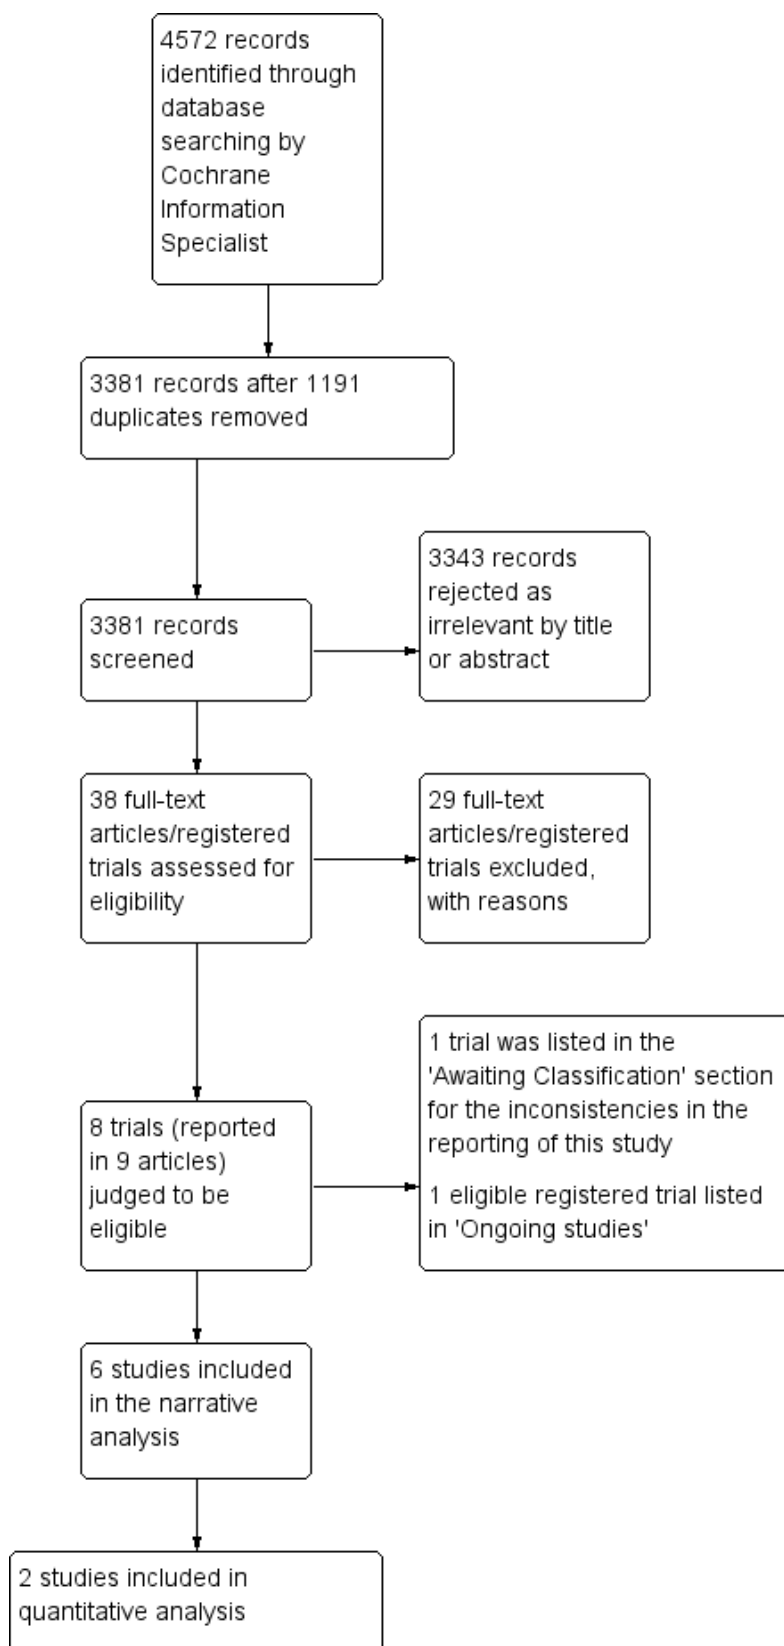 4572 records
identified through
database
searching by
Cochrane
Information
Specialist
3381 records after 1191
duplicates removed
3381 records
screened
3343 records
rejected as
irrelevant by title
or abstract
38 full-text
articles/registered
trials assessed for
eligibility
29 full-text
articles/registered
trials excluded,
with reasons
8 trials (reported
in 9 articles)
judged to be
eligible
1 trial was listed in the
'Awaiting Classification' section
for the inconsistencies in the
reporting of this study
1 eligible registered trial listed
in 'Ongoing studies'
6 studies included
in the narrative
analysis
2 studies included in
quantitative analysis